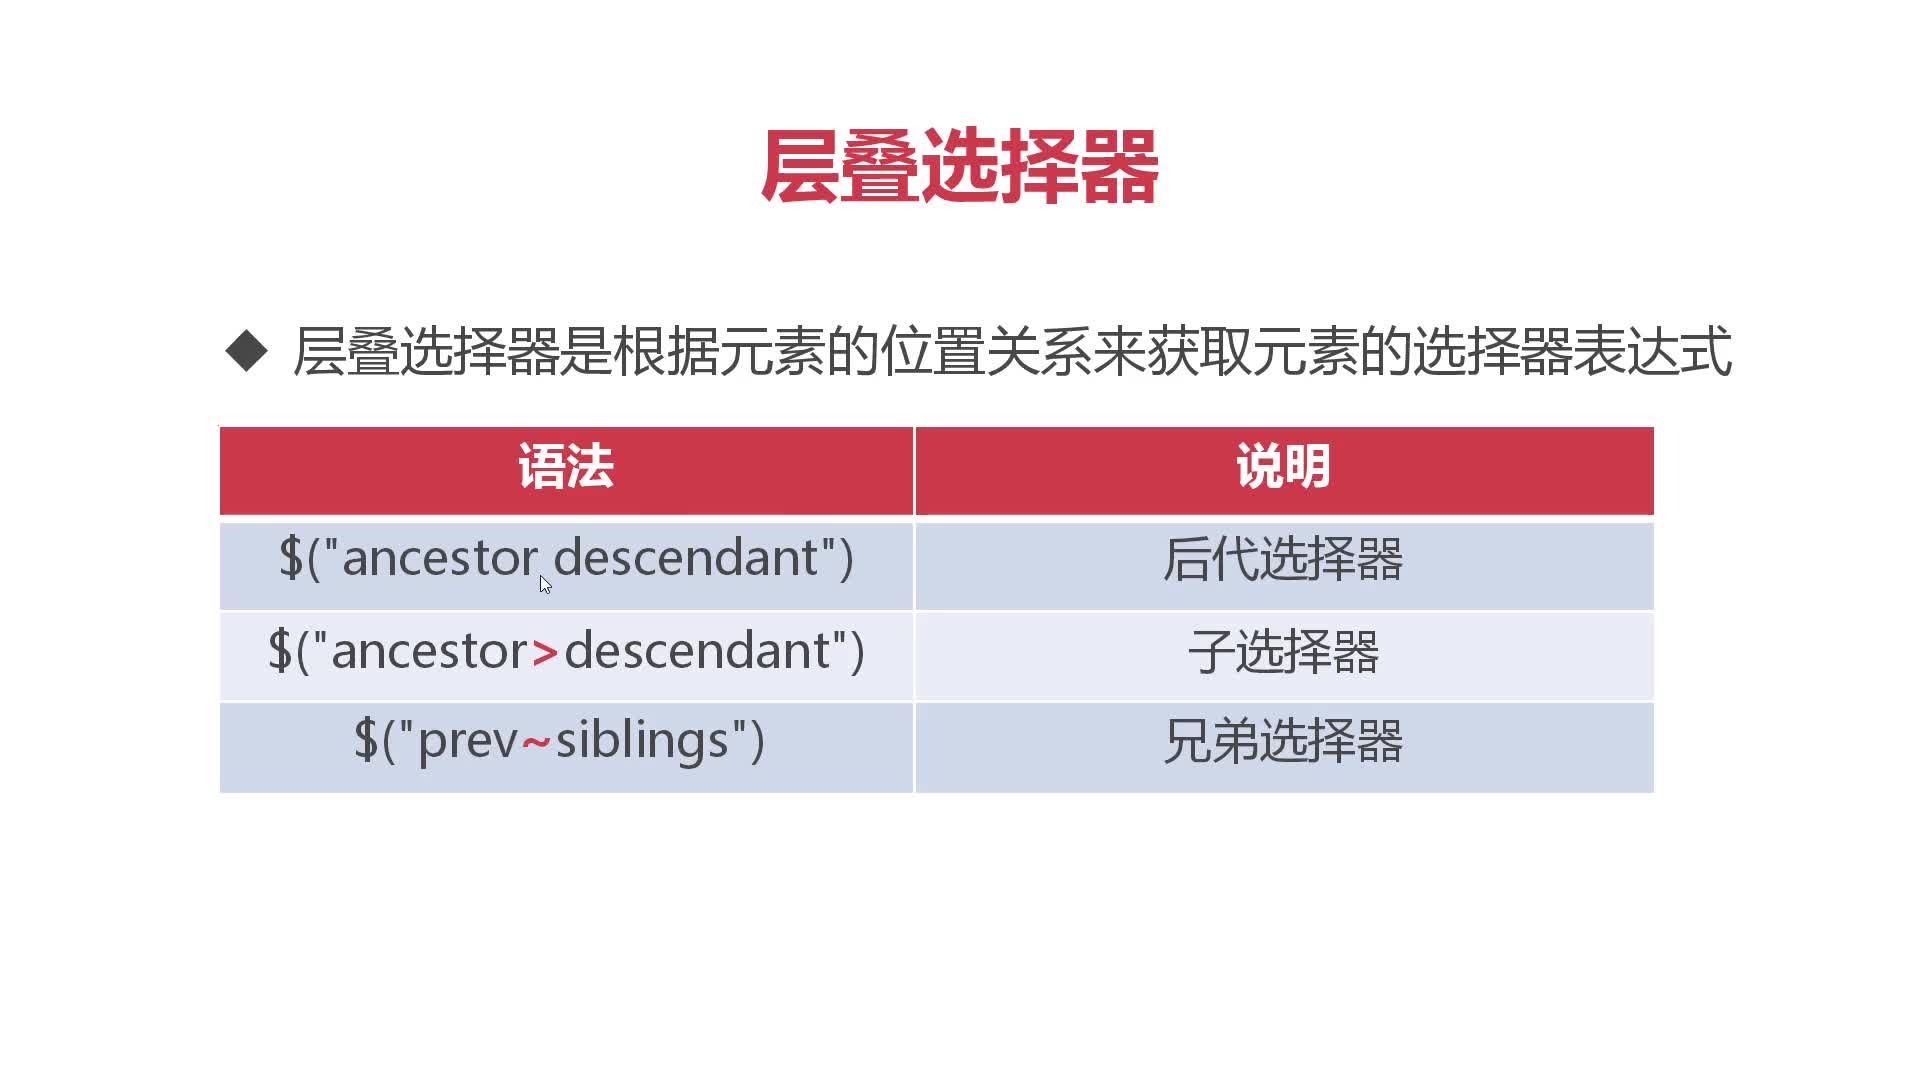 层叠选择器
层叠选择器是根据元素的位置关系来获取元素的选择器表达式
语法 说明
$("ancestor descendant") 后代选择器
$("ancestor>descendant") 子选择器
$("prev~siblings") 兄弟选择器